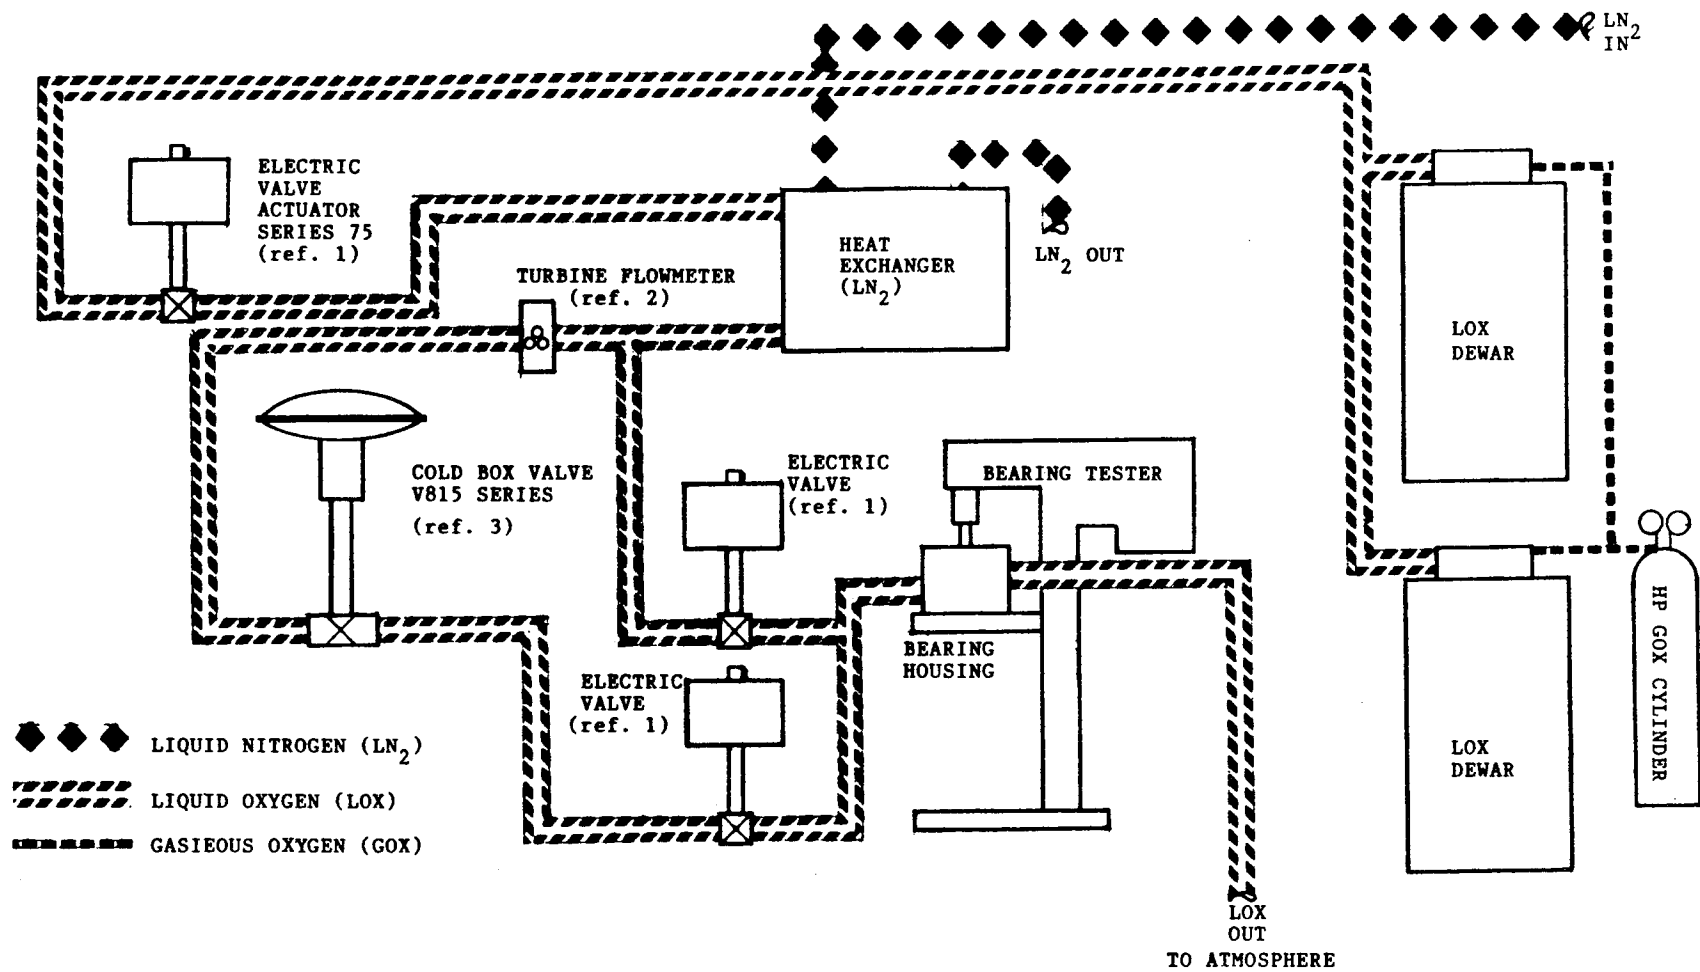 LN2
IN
ELECTRIC
VALVE
ACTUATOR
SERIES 75
(ref. 1)
TURBINE FLOWMETER
(ref. 2)
HEAT
EXCHANGER
(LN2)
LN2 OUT
LOX
DEWAR
COLD BOX VALVE
V815 SERIES
(ref. 3)
ELECTRIC
VALVE
(ref. 1)
BEARING TESTER
BEARING
HOUSING
ELECTRIC
VALVE
(ref. 1)
HP GOX CYLINDER
LOX
DEWAR
LIQUID NITROGEN (LN2)
LIQUID OXYGEN (LOX)
GASIEOUS OXYGEN (GOX)
LOX
OUT
TO ATMOSPHERE